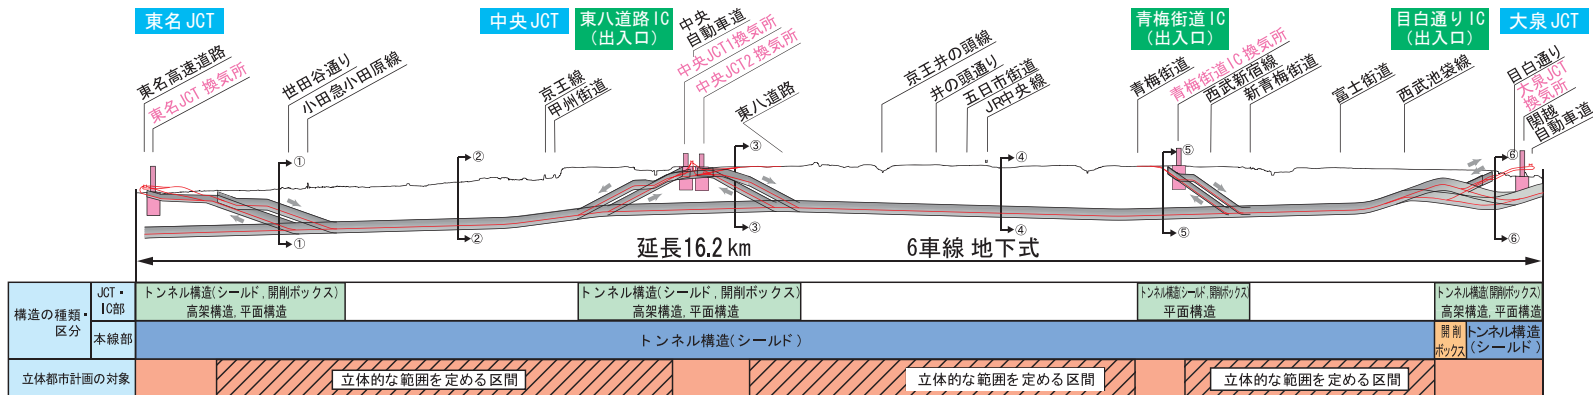 東名 JCT
中央 JCT
東八道路 IC
(出入口)
青梅街道 IC
(出入口)
目白通り IC
(出入口)
大泉 JCT
東名高速道路
東名JCT 換気所
世田谷通り
小田急小田原線
京王線
甲州街道
中央
自動車道
中央JCT1換気所
中央JCT2 換気所
東八道路
京王井の頭線
井の頭通り
五日市街道
JR中央線
青梅街道
青梅街道IC 換気所
西武新宿線
新青梅街道
富士街道
西武池袋線
目白通り
大泉JCT
換気所
関越
自動車道
①
②
③
④
⑤
⑥
①
②
③
④
⑤
⑥
延長16.2 km
6車線 地下式
構造の種類・
区分
JCT・
IC部
トンネル構造(シールド, 開削ボックス)
高架構造, 平面構造
トンネル構造(シールド, 開削ボックス)
高架構造, 平面構造
トンネル構造(シールド, 開削ボックス)
平面構造
トンネル構造(開削ボックス)
高架構造, 平面構造
本線部
トンネル構造(シールド)
開削
ボックス
トンネル構造
(シールド)
立体都市計画の対象
立体的な範囲を定める区間
立体的な範囲を定める区間
立体的な範囲を定める区間